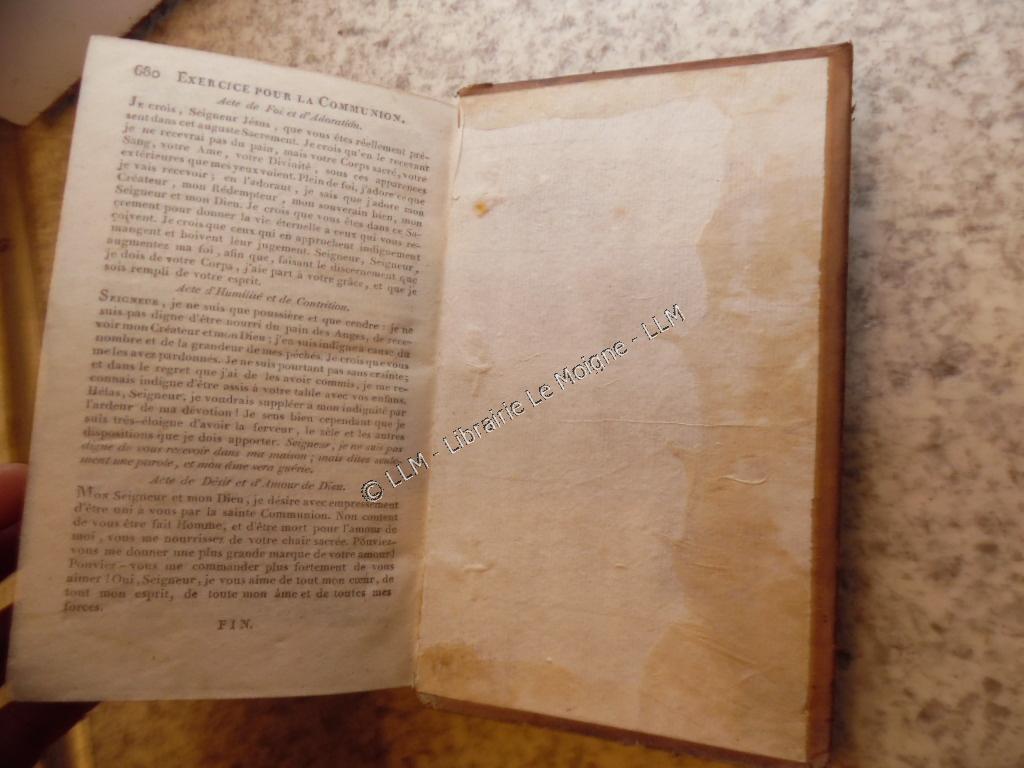 660 EXERCICE POUR LA COMMUNION.
Acte de Foi et d'Adoration.
JE crois, Seigneur Jésus, que vous êtes réellement pré-
sent dans cet auguste Sacrement. Je crois qu'en le recevant
je ne recevrai pas du pain, mais votre Corps sacré, votre
Sang, votre Ame, votre Divinité, sous ces apparences
extérieures que mes yeux voient. Plein de foi, j'adore ce que
je vais recevoir; en l'adorant, je sais que j'adore mon
Créateur, mon Rédempteur, mon souverain bien, mon
Seigneur et mon Dieu. Je crois que vous êtes dans ce Sa-
crement pour donner la vie éternelle à ceux qui vous re-
çoivent. Je crois que ceux qui en approchent indignement
mangent et boivent leur jugement. Seigneur, Seigneur,
augmentez ma foi, afin que, faisant le discernement que
je dois de votre Corps, j'aie part à votre grâce, et que je
sois rempli de votre esprit.
Acte d'Humilité et de Contrition.
SEIGNEUR, je ne suis que poussière et que cendre: je ne
suis pas digne d'être nourri du pain des Anges, de rece-
voir mon Créateur et mon Dieu; j'en suis indigne à cause du
nombre et de la grandeur de mes péchés. Je crois que vous
me les avez pardonnés. Je ne suis pourtant pas sans crainte;
et dans le regret que j'ai de les avoir commis, je me re-
connais indigne d'être assis à votre table avec vos enfans.
Hélas, Seigneur, je voudrais suppléer à mon indignité par
l'ardeur de ma dévotion! Je sens bien cependant que je
suis très-éloigné d'avoir la ferveur, le zèle et les autres
dispositions que je dois apporter. Seigneur, je ne suis pas
digne de vous recevoir dans ma maison; mais dites seule-
ment une parole, et mon âme sera guérie.
Acte de Désir et d'Amour de Dieu.
MON Seigneur et mon Dieu, je désire avec empressement
d'être uni à vous par la sainte Communion. Non content
de vous être fait Homme, et d'être mort pour l'amour de
moi, vous me nourrissez de votre chair sacrée. Pouviez-
vous me donner une plus grande marque de votre amour!
Pouviez-vous me commander plus fortement de vous
aimer! Oui, Seigneur, je vous aime de tout mon cœur, de
tout mon esprit, de toute mon âme et de toutes mes
forces.
FIN.
© LLM - Librairie Le Moigne - LLM